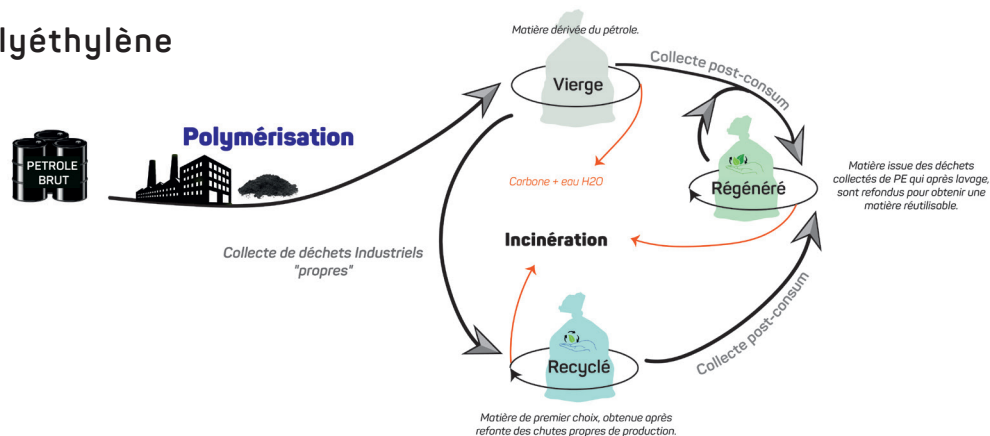 lyéthylène
Matière dérivée du pétrole.
Vierge
Collecte post-consum
Polymérisation
PETROLE
BRUT
Carbone + eau H2O
Régénéré
Matière issue des déchets
collectés de PE qui après lavage,
sont refondus pour obtenir une
matière réutilisable.
Incinération
Collecte de déchets Industriels
"propres"
Recyclé
Collecte post-consum
Matière de premier choix, obtenue après
refonte des chutes propres de production.